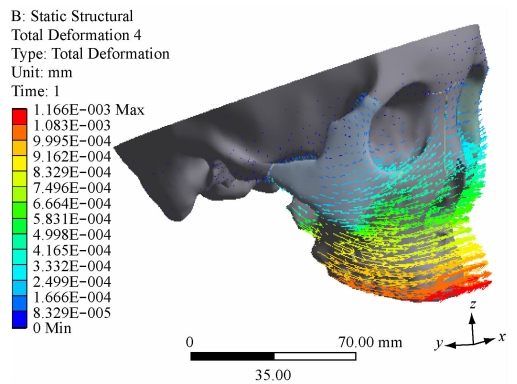 B: Static Structural
Total Deformation 4
Type: Total Deformation
Unit: mm
Time: 1
1.166E−003 Max
1.083E−003
9.995E−004
9.162E−004
8.329E−004
7.496E−004
6.664E−004
5.831E−004
4.998E−004
4.165E−004
3.332E−004
2.499E−004
1.666E−004
8.329E−005
0 Min
0 70.00 mm
35.00
z
y x